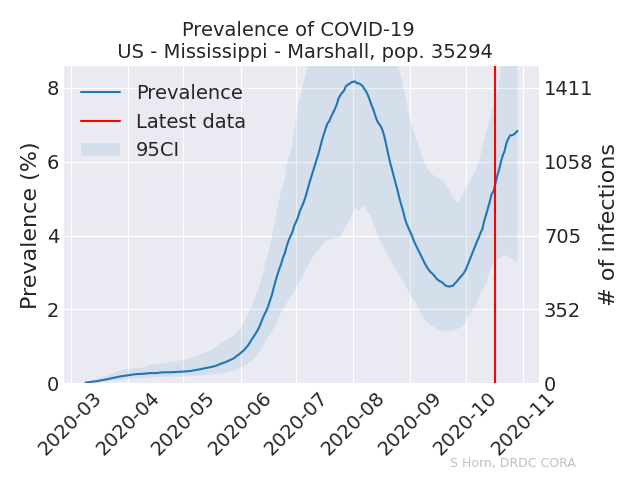 Prevalence of COVID-19
US - Mississippi - Marshall, pop. 35294
Prevalence
Latest data
95CI
Prevalence (%)
8
6
4
2
0
1411
1058
705
352
0
# of infections
2020-03
2020-04
2020-05
2020-06
2020-07
2020-08
2020-09
2020-10
2020-11
S Horn, DRDC CORA